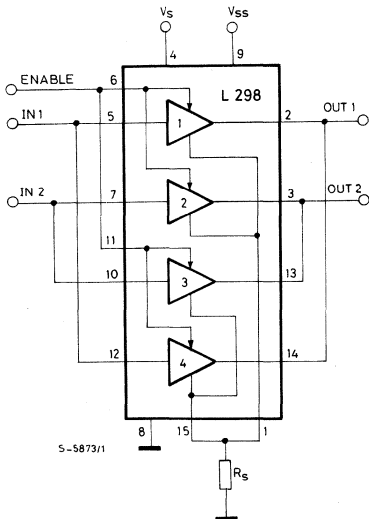 VS VSS
4 9
ENABLE 6 L 298
IN 1 5 1 2 OUT 1
IN 2 7 2 3 OUT 2
11
10 3 13
12 4 14
8 15 1
S-5873/1
RS